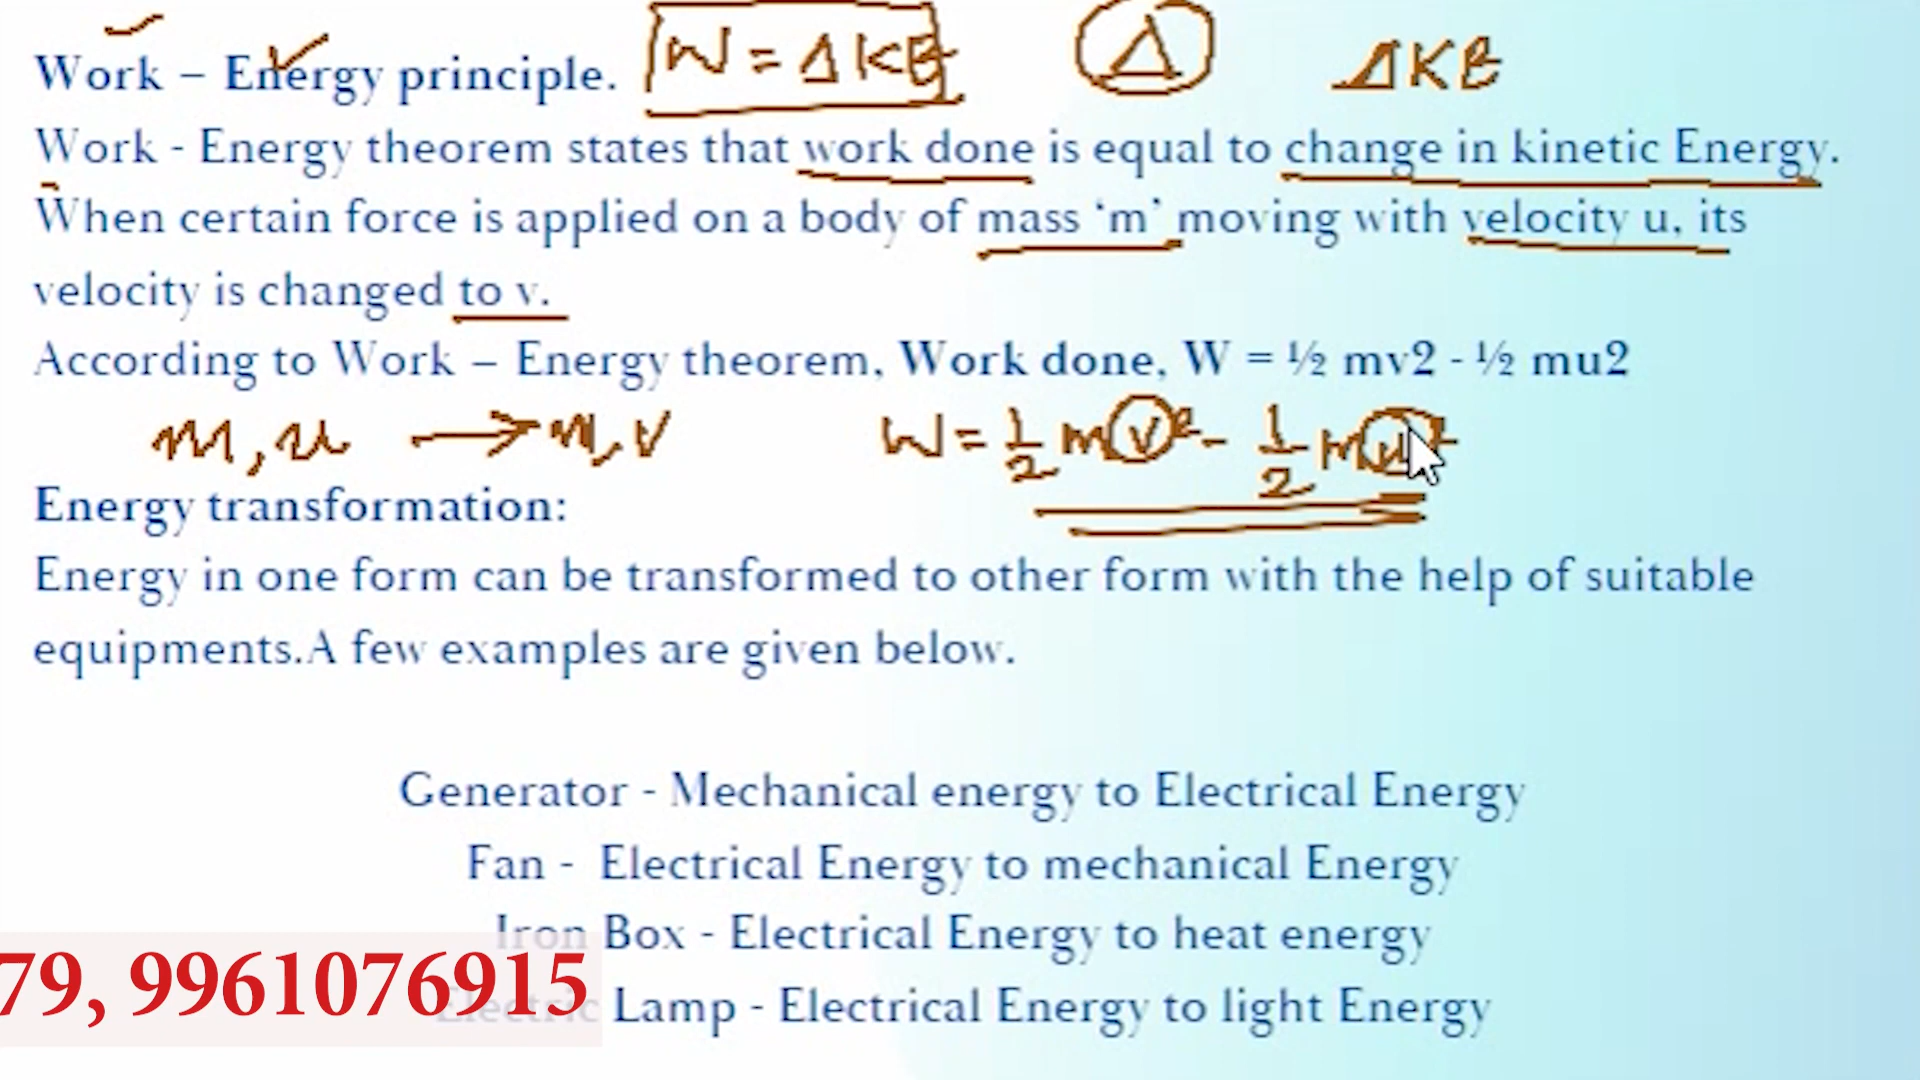 Work – Energy principle. W = ΔKE Δ ΔKE
Work - Energy theorem states that work done is equal to change in kinetic Energy.
When certain force is applied on a body of mass ‘m’ moving with velocity u, its
velocity is changed to v.
According to Work – Energy theorem, Work done, W = ½ mv2 - ½ mu2
m, u → m, v W = 1/2 mv² - 1/2 mu²
Energy transformation:
Energy in one form can be transformed to other form with the help of suitable
equipments.A few examples are given below.
Generator - Mechanical energy to Electrical Energy
Fan - Electrical Energy to mechanical Energy
Iron Box - Electrical Energy to heat energy
79, 9961076915
Electric Lamp - Electrical Energy to light Energy